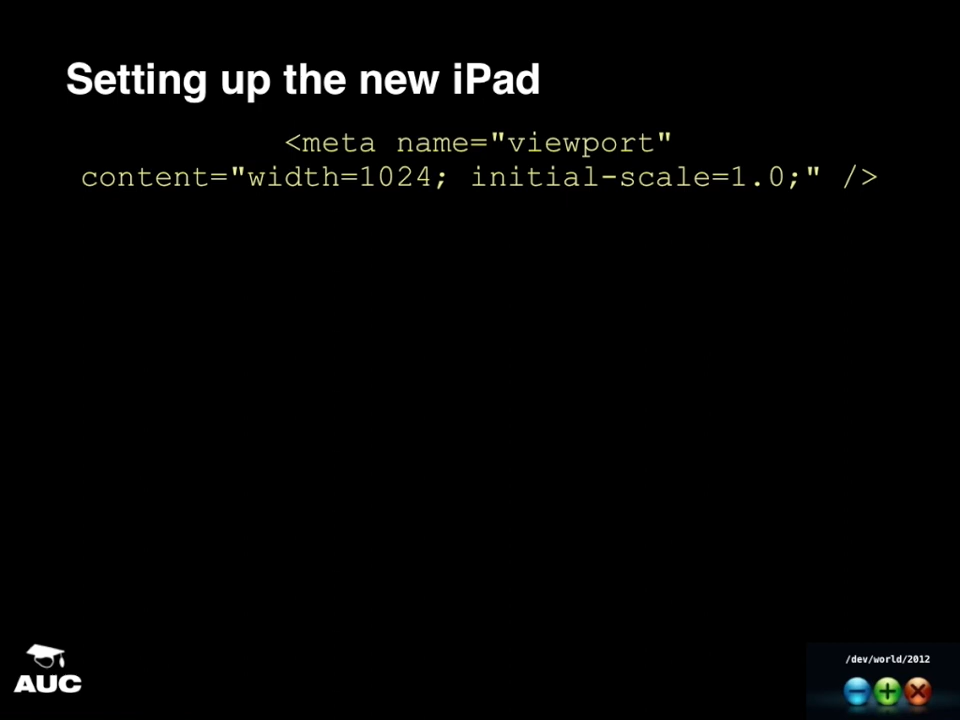 Setting up the new iPad
<meta name="viewport"
content="width=1024; initial-scale=1.0;" />
AUC
/dev/world/2012